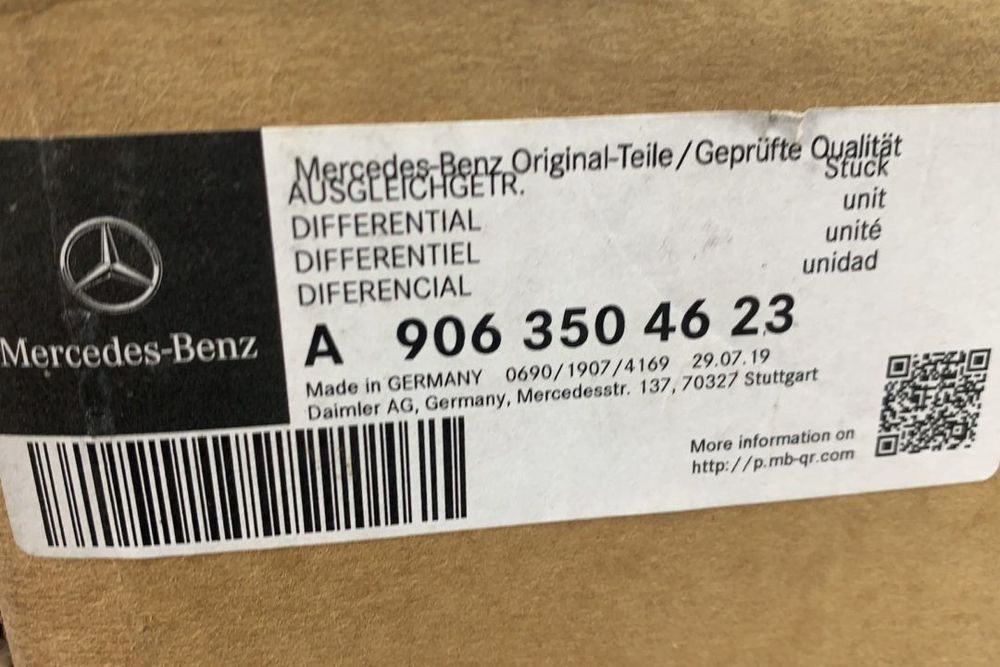 Mercedes-Benz Original-Teile/Geprüfte Qualität
AUSGLEICHGETR. Stück
DIFFERENTIAL unit
DIFFERENTIEL unité
DIFERENCIAL unidad
A 906 350 46 23
Made in GERMANY 0690/1907/4169 29.07.19
Daimler AG, Germany, Mercedesstr. 137, 70327 Stuttgart
Mercedes-Benz
More information on
http://p.mb-qr.com